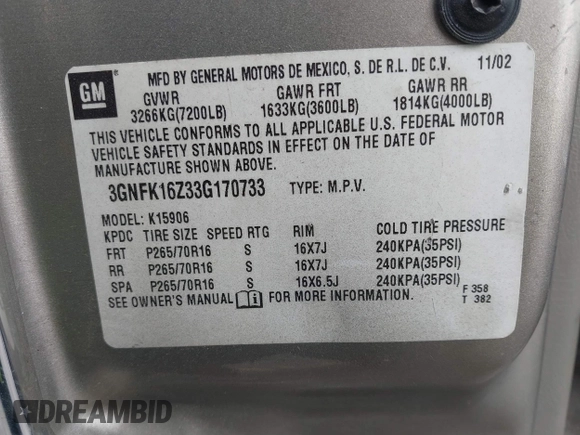 GM
MFD BY GENERAL MOTORS DE MEXICO, S. DE R.L. DE C.V. 11/02
GVWR GAWR FRT GAWR RR
3266KG(7200LB) 1633KG(3600LB) 1814KG(4000LB)
THIS VEHICLE CONFORMS TO ALL APPLICABLE U.S. FEDERAL MOTOR
VEHICLE SAFETY STANDARDS IN EFFECT ON THE DATE OF
MANUFACTURE SHOWN ABOVE.
3GNFK16Z33G170733 TYPE: M.P.V.
MODEL: K15906
KPDC TIRE SIZE SPEED RTG RIM COLD TIRE PRESSURE
FRT P265/70R16 S 16X7J 240KPA(35PSI)
RR P265/70R16 S 16X7J 240KPA(35PSI)
SPA P265/70R16 S 16X6.5J 240KPA(35PSI)
SEE OWNER'S MANUAL FOR MORE INFORMATION.
F 358
T 382
DREAMBID